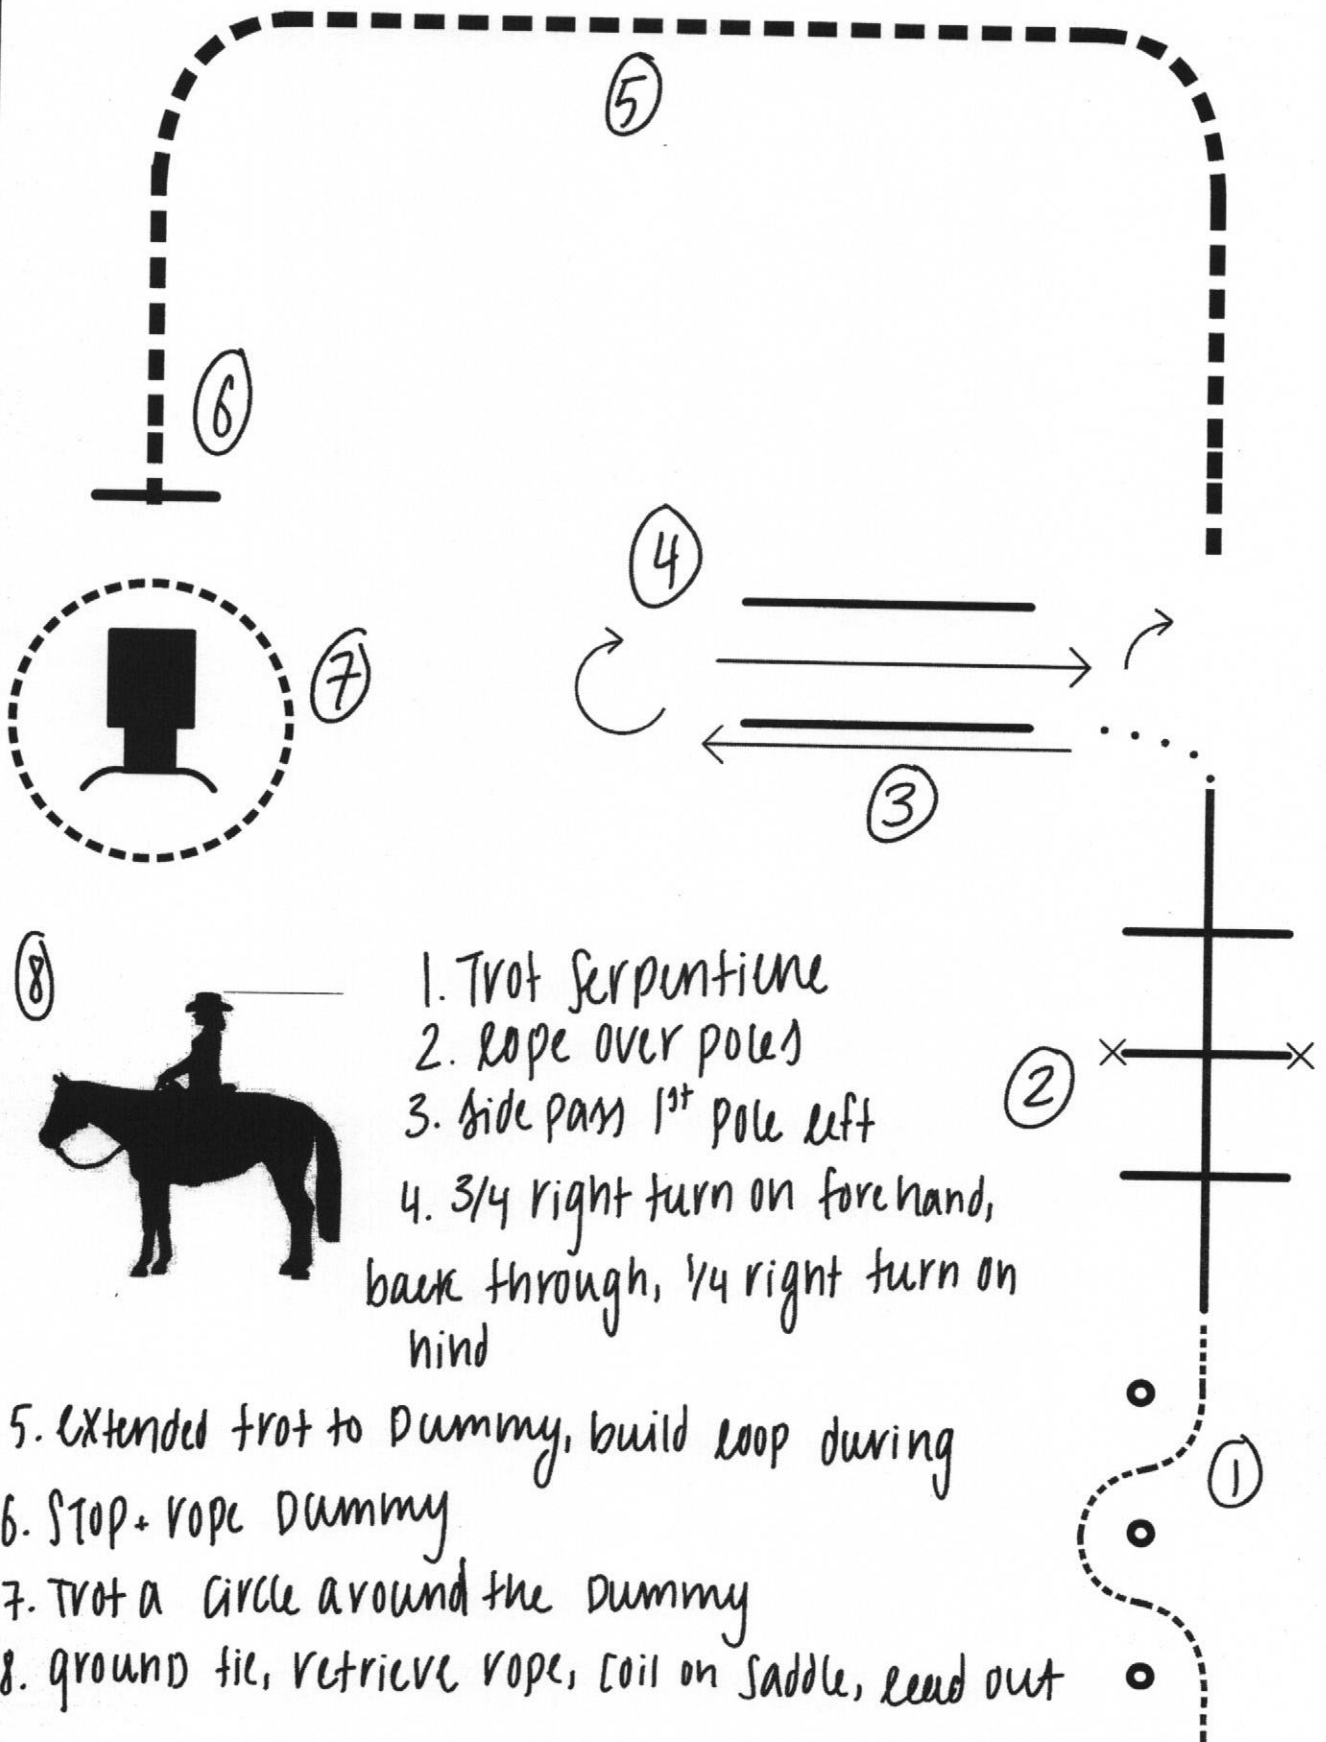 5
6
4
7
3
8
1. Trot Serpentiene
2. lope over poles
2
3. side pass 1st pole left
4. 3/4 right turn on forehand,
back through, 1/4 right turn on
hind
5. extended trot to Dummy, build loop during
1
6. Stop + rope Dummy
7. Trot a circle around the Dummy
8. ground tie, retrieve rope, coil on saddle, lead out